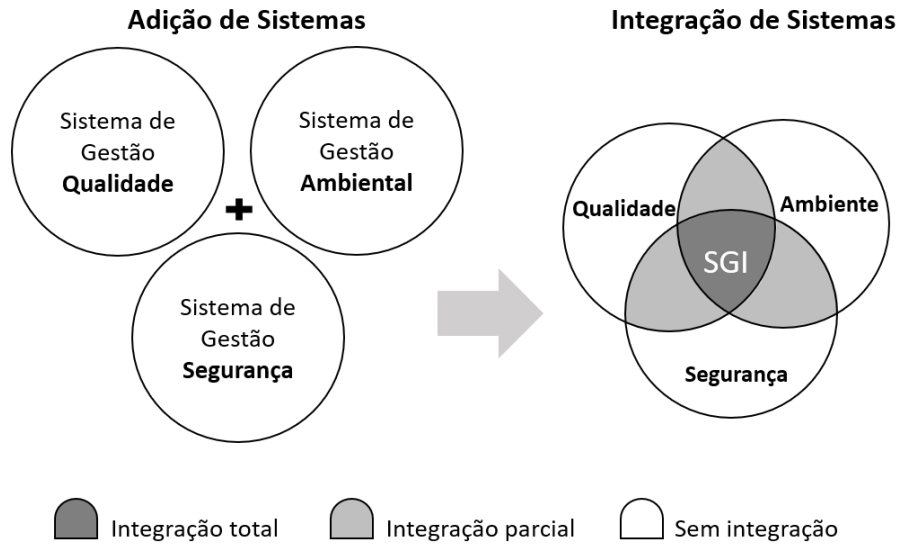 Adição de Sistemas
Integração de Sistemas
Sistema de
Gestão
Qualidade
Sistema de
Gestão
Ambiental
+
Sistema de
Gestão
Segurança
Qualidade
Ambiente
SGI
Segurança
Integração total
Integração parcial
Sem integração